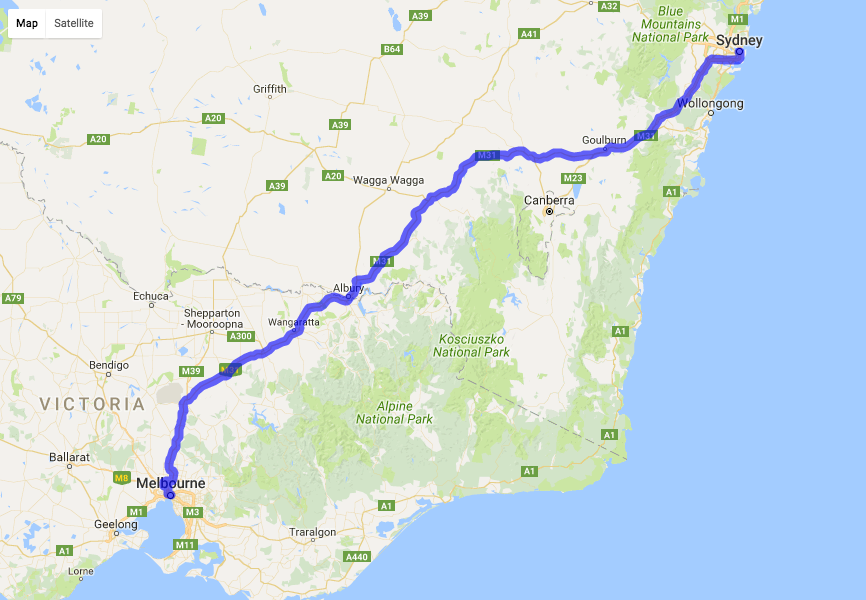 Map
Satellite
A39
A32
Blue
Mountains
National Park
M1
A41
Sydney
B64
Griffith
Wollongong
A20
A39
A20
Goulburn
M31
M31
A39
A20
Wagga Wagga
M23
A1
Canberra
M31
Albury
A79
Echuca
Shepparton
- Mooroopna
Wangaratta
A300
A1
Kosciuszko
National Park
Bendigo
M39
VICTORIA
Alpine
National Park
A1
Ballarat
M8
Melbourne
A1
M1
M3
A1
Geelong
Traralgon
M11
A1
A440
Lorne